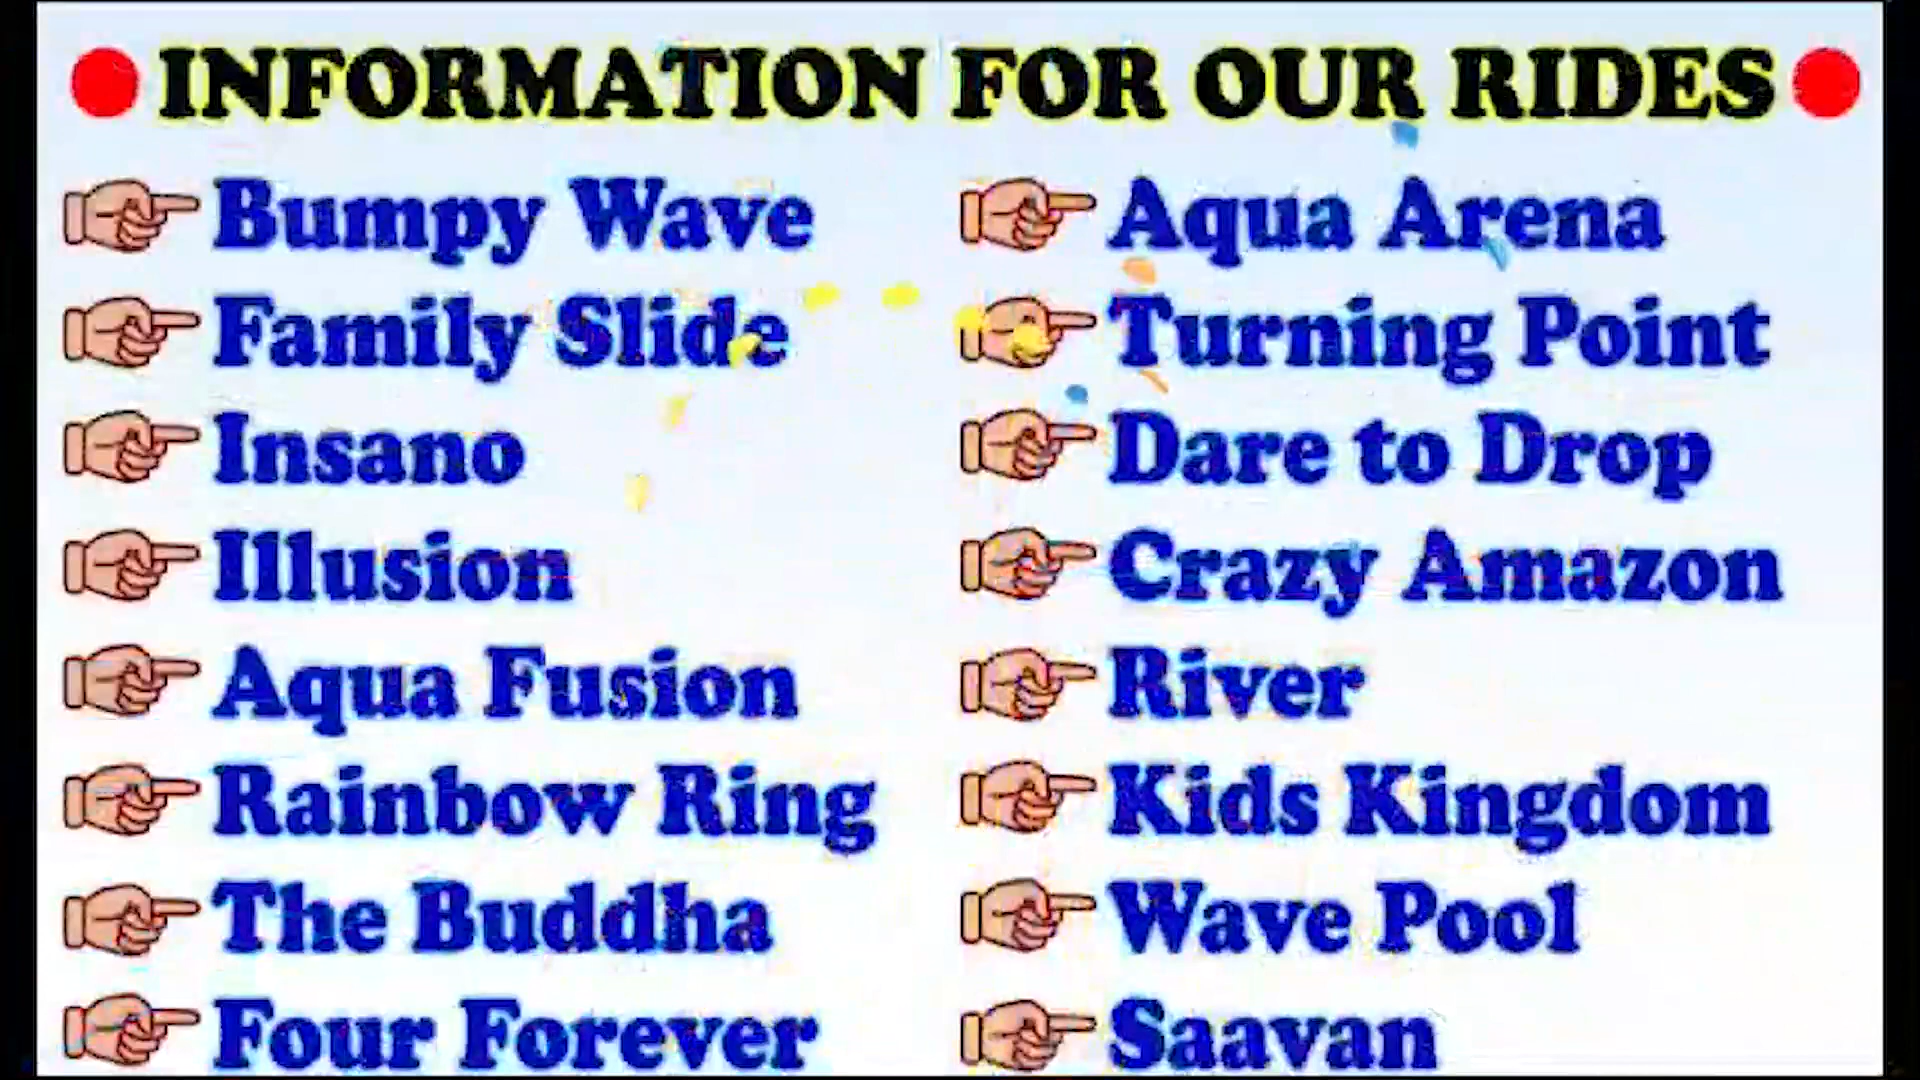 INFORMATION FOR OUR RIDES
Bumpy Wave
Family Slide
Insano
Illusion
Aqua Fusion
Rainbow Ring
The Buddha
Four Forever
Aqua Arena
Turning Point
Dare to Drop
Crazy Amazon
River
Kids Kingdom
Wave Pool
Saavan